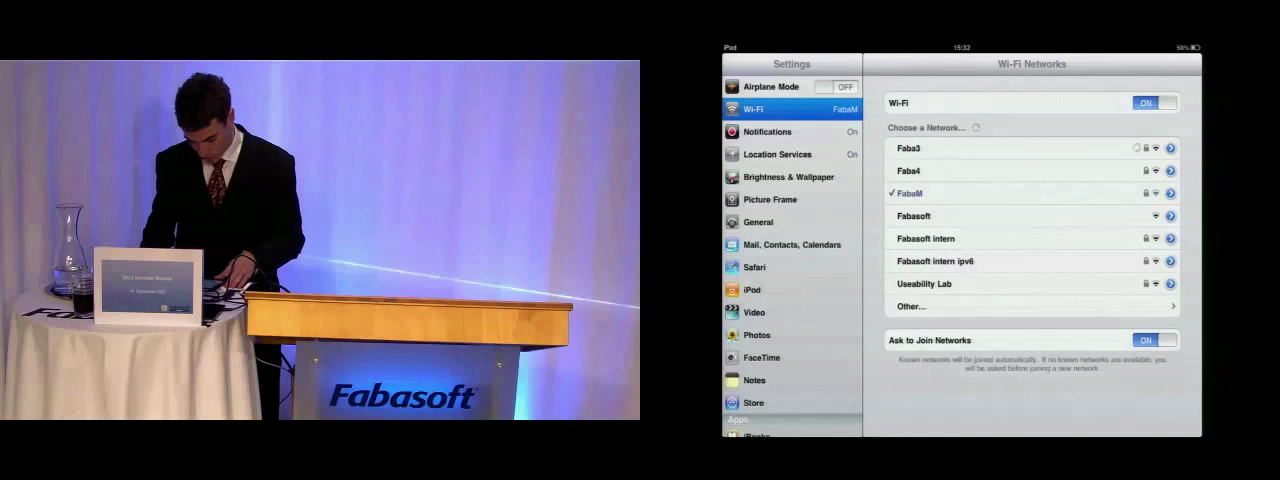 2011 Summer Release
Fabasoft
iPad
15:32
50%
Settings
Airplane Mode
OFF
Wi-Fi
FabaM
Notifications
On
Location Services
On
Brightness & Wallpaper
Picture Frame
General
Mail, Contacts, Calendars
Safari
iPod
Video
Photos
FaceTime
Notes
Store
Apps
iBooks
Wi-Fi Networks
Wi-Fi
ON
Choose a Network...
Faba3
Faba4
FabaM
Fabasoft
Fabasoft intern
Fabasoft intern ipv6
Useability Lab
Other...
Ask to Join Networks
ON
Known networks will be joined automatically. If no known networks are available, you
will be asked before joining a new network.